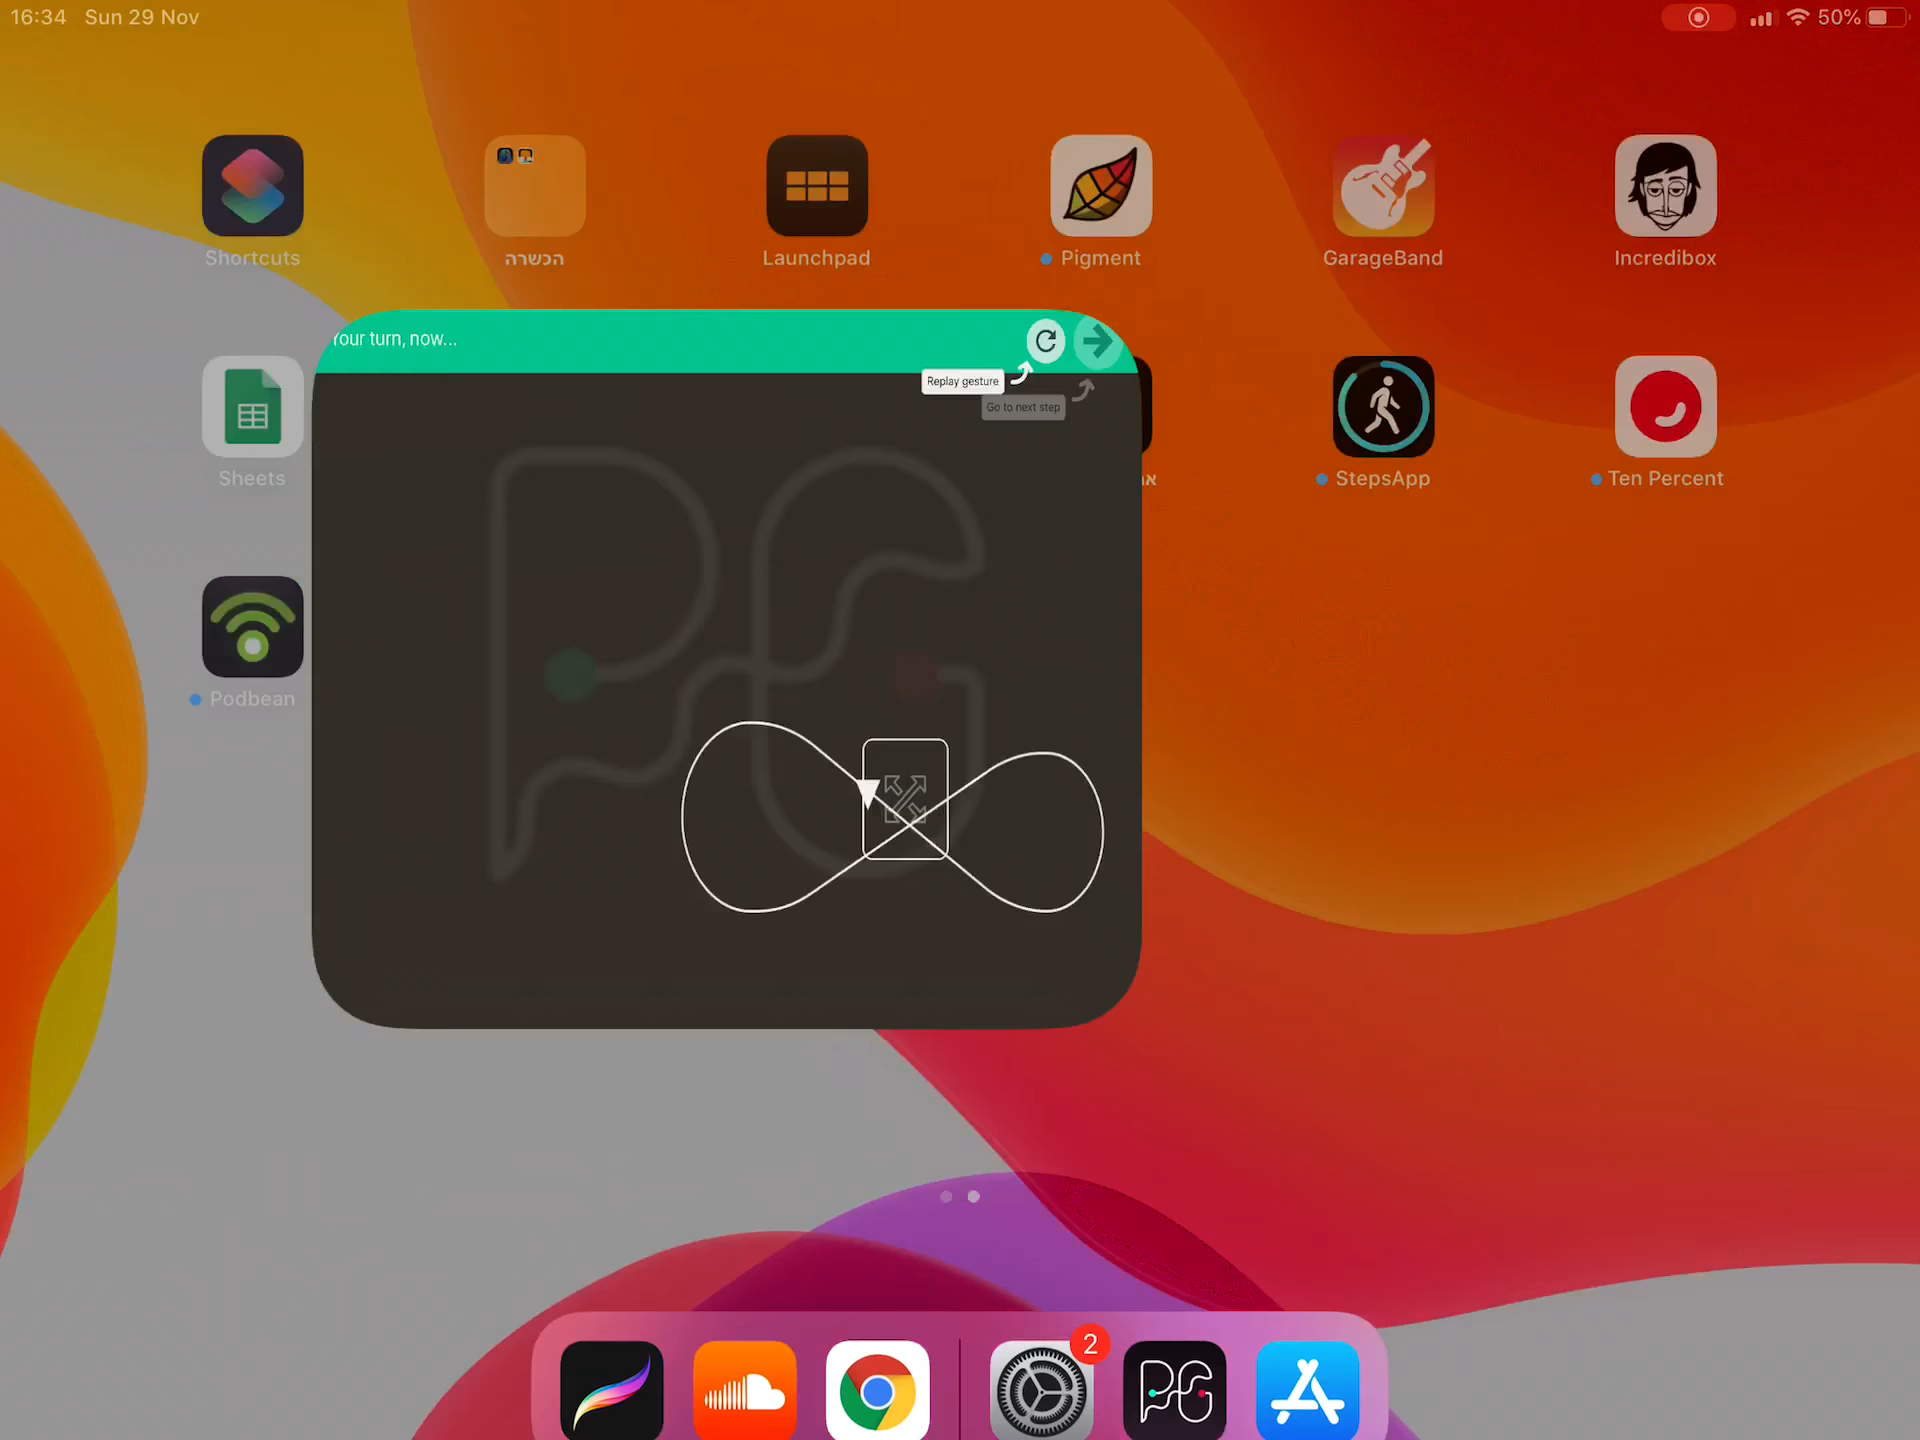 16:34 Sun 29 Nov
50%
Shortcuts
הכשרה
Launchpad
Pigment
GarageBand
Incredibox
Your turn, now...
Replay gesture
Go to next step
Sheets
StepsApp
Ten Percent
Podbean
2